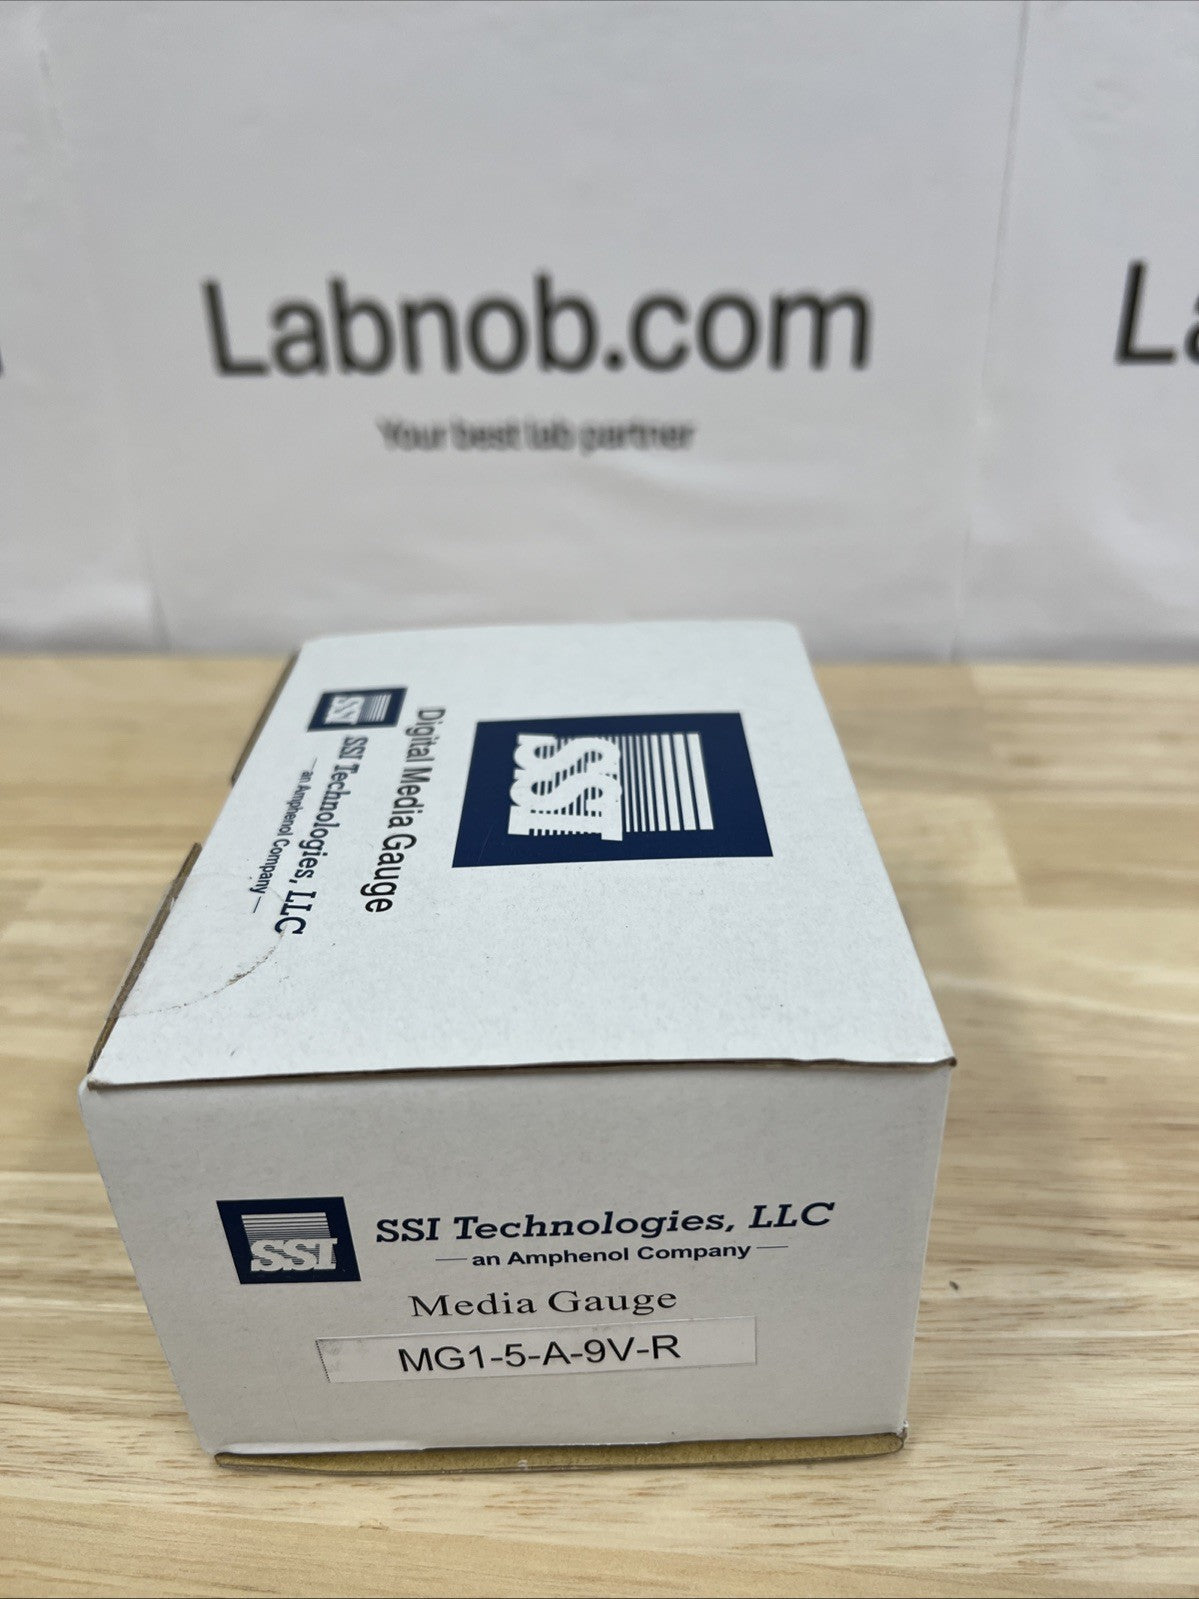 Labnob.com
Your best lab partner
La
SSI
SSI
SSI Technologies, LLC
an Amphenol Company
Digital Media Gauge
SSI
SSI Technologies, LLC
an Amphenol Company
Media Gauge
MG1-5-A-9V-R